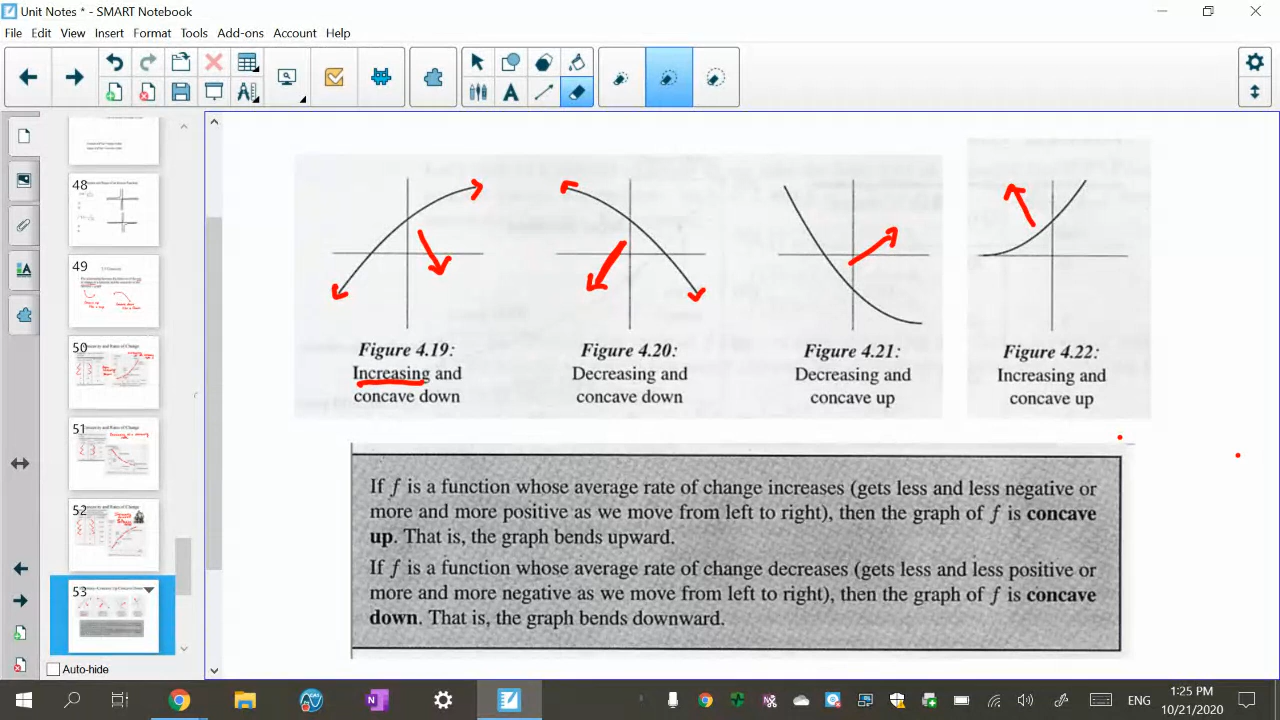 Unit Notes * - SMART Notebook
File Edit View Insert Format Tools Add-ons Account Help
48
49
50
51
52
53
Auto-hide
Figure 4.19:
Increasing and
concave down
Figure 4.20:
Decreasing and
concave down
Figure 4.21:
Decreasing and
concave up
Figure 4.22:
Increasing and
concave up
If f is a function whose average rate of change increases (gets less and less negative or
more and more positive as we move from left to right), then the graph of f is concave
up. That is, the graph bends upward.
If f is a function whose average rate of change decreases (gets less and less positive or
more and more negative as we move from left to right), then the graph of f is concave
down. That is, the graph bends downward.
ENG
1:25 PM
10/21/2020